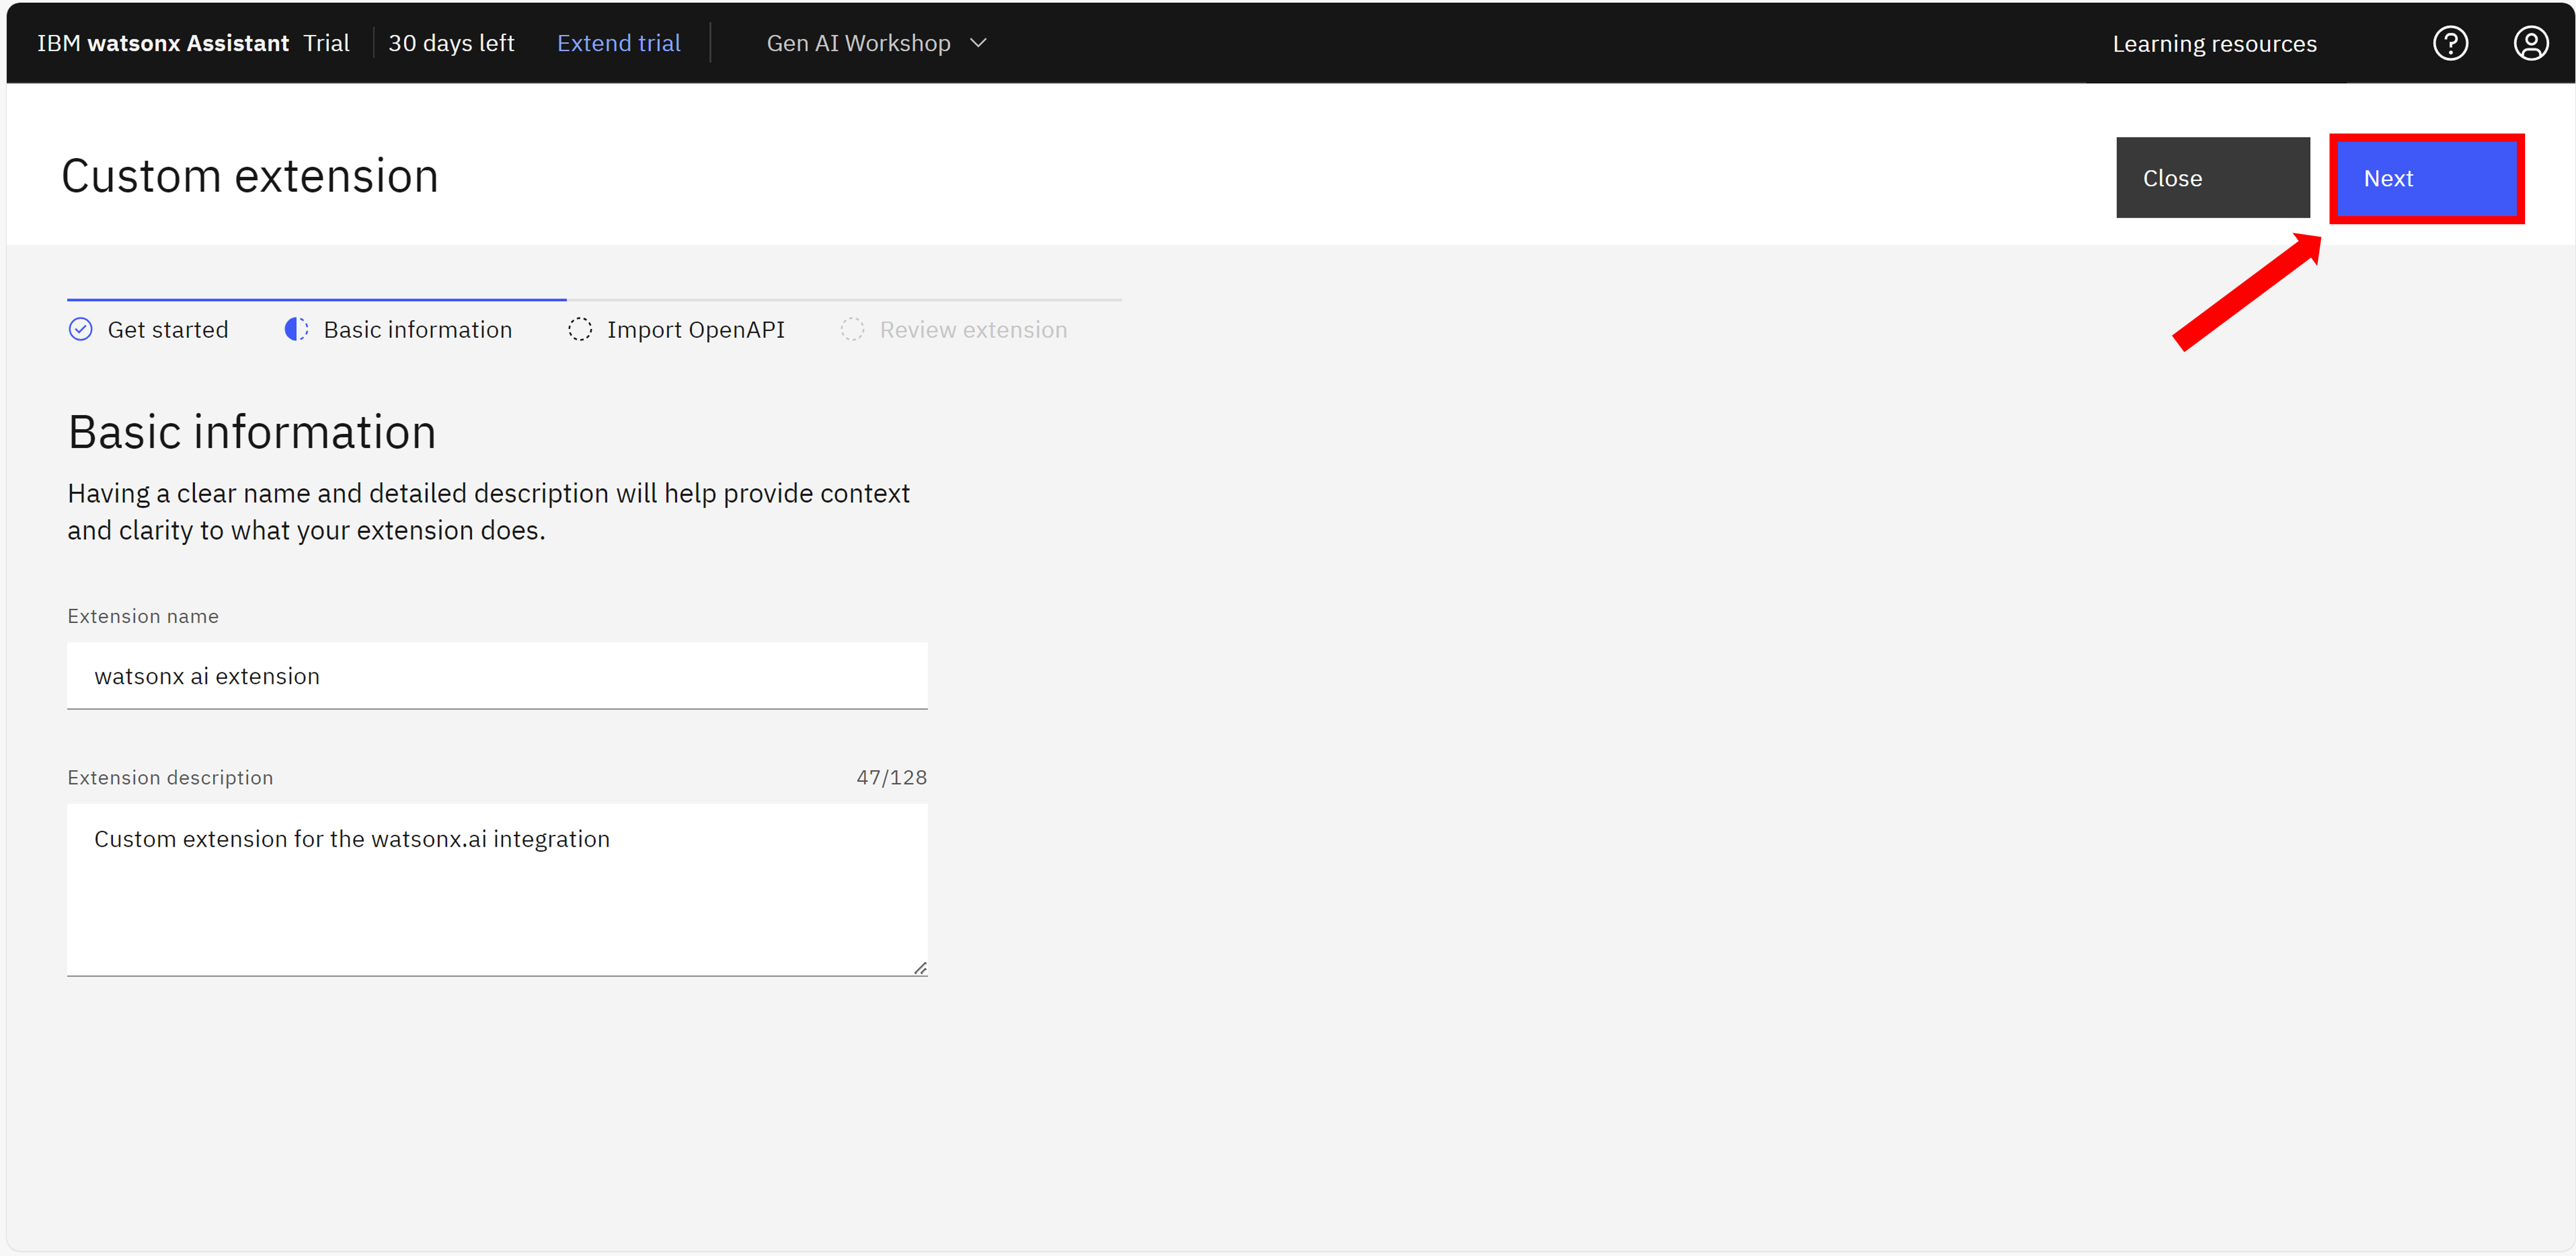 IBM watsonx Assistant Trial 30 days left Extend trial Gen AI Workshop Learning resources
Custom extension
Close
Next
Get started Basic information Import OpenAPI Review extension
Basic information
Having a clear name and detailed description will help provide context
and clarity to what your extension does.
Extension name
watsonx ai extension
Extension description 47/128
Custom extension for the watsonx.ai integration